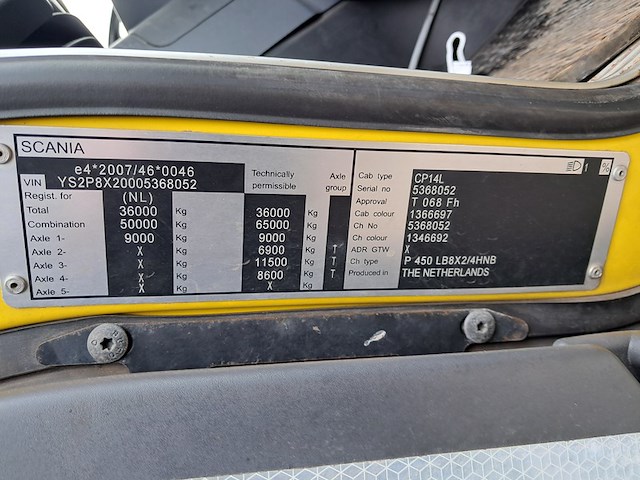 SCANIA
e4*2007/46*0046
VIN YS2P8X20005368052
Technically permissible
Axle group
Regist. for (NL)
Total 36000 Kg 36000 Kg
Combination 50000 Kg 65000 Kg
Axle 1- 9000 Kg 9000 Kg
Axle 2- X Kg 6900 Kg T
Axle 3- X Kg 11500 Kg T
Axle 4- X Kg 8600 Kg T
Axle 5- X Kg X Kg
1 %
Cab type CP14L
Serial no 5368052
Approval T 068 Fh
Cab colour 1366697
Ch No 5368052
Ch colour 1346692
ADR GTW X
Ch type P 450 LB8X2/4HNB
Produced in THE NETHERLANDS